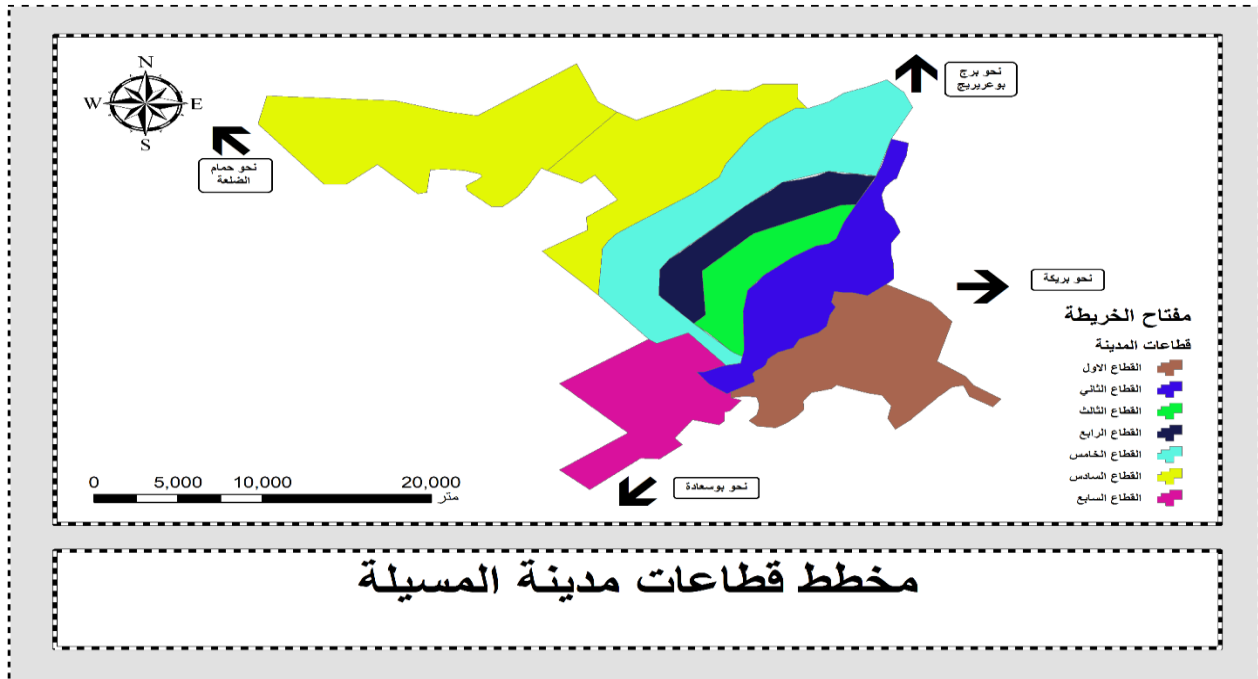 N
W
E
S
نحو حمام
الضلعة
نحو برج
بوعريريج
نحو بريكة
مفتاح الخريطة
قطاعات المدينة
القطاع الاول
القطاع الثاني
القطاع الثالث
القطاع الرابع
القطاع الخامس
القطاع السادس
القطاع السابع
نحو بوسعادة
0 5,000 10,000 20,000
متر
مخطط قطاعات مدينة المسيلة